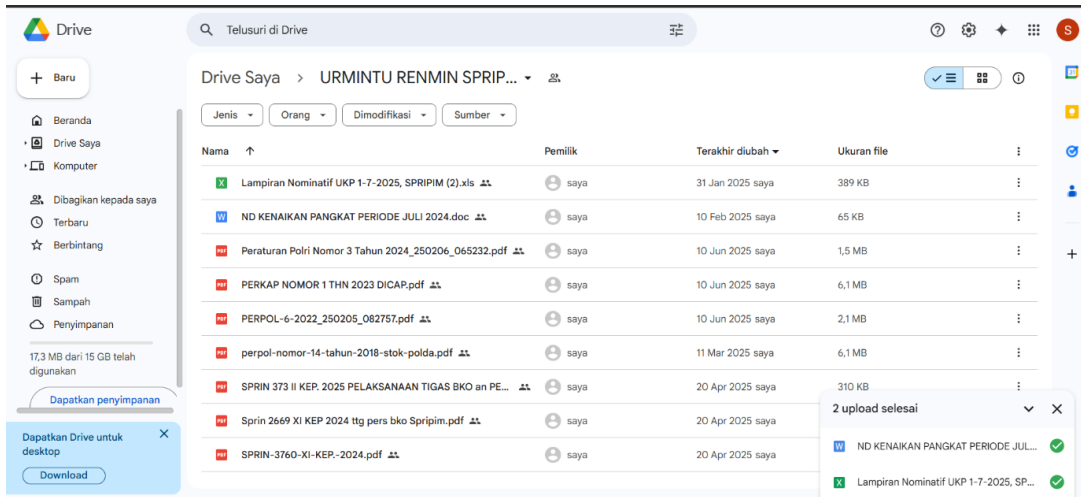 Drive
Telusuri di Drive
S
Baru
Drive Saya > URMINTU RENMIN SPRIP...
Jenis Orang Dimodifikasi Sumber
Beranda
Drive Saya
Komputer
Dibagikan kepada saya
Terbaru
Berbintang
Spam
Sampah
Penyimpanan
17,3 MB dari 15 GB telah
digunakan
Dapatkan penyimpanan
Dapatkan Drive untuk
desktop
Download
Nama Pemilik Terakhir diubah Ukuran file
X Lampiran Nominatif UKP 1-7-2025, SPRIPIM (2).xls saya 31 Jan 2025 saya 389 KB
W ND KENAIKAN PANGKAT PERIODE JULI 2024.doc saya 10 Feb 2025 saya 65 KB
PDF Peraturan Polri Nomor 3 Tahun 2024_250206_065232.pdf saya 10 Jun 2025 saya 1,5 MB
PDF PERKAP NOMOR 1 THN 2023 DICAP.pdf saya 10 Jun 2025 saya 6,1 MB
PDF PERPOL-6-2022_250205_082757.pdf saya 10 Jun 2025 saya 2,1 MB
PDF perpol-nomor-14-tahun-2018-stok-polda.pdf saya 11 Mar 2025 saya 6,1 MB
PDF SPRIN 373 II KEP. 2025 PELAKSANAAN TIGAS BKO an PE... saya 20 Apr 2025 saya 310 KB
PDF Sprin 2669 XI KEP 2024 ttg pers bko Spripim.pdf saya 20 Apr 2025 saya
PDF SPRIN-3760-XI-KEP.-2024.pdf saya 20 Apr 2025 saya
2 upload selesai
W ND KENAIKAN PANGKAT PERIODE JUL...
X Lampiran Nominatif UKP 1-7-2025, SP...